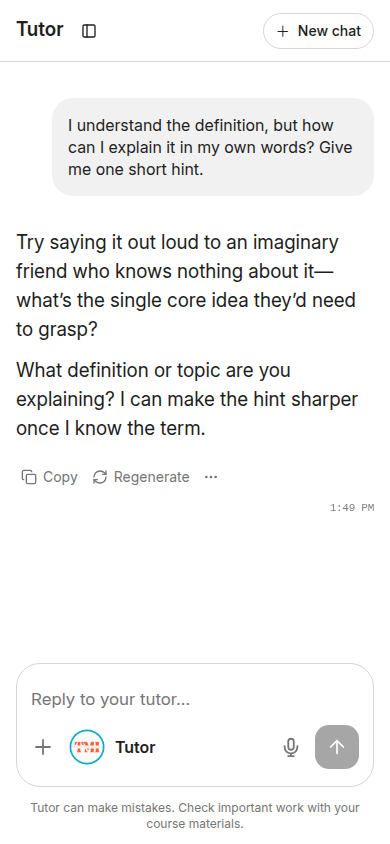 Tutor
New chat
I understand the definition, but how
can I explain it in my own words? Give
me one short hint.
Try saying it out loud to an imaginary
friend who knows nothing about it—
what’s the single core idea they’d need
to grasp?
What definition or topic are you
explaining? I can make the hint sharper
once I know the term.
Copy
Regenerate
1:49 PM
Reply to your tutor...
Tutor
Tutor can make mistakes. Check important work with your
course materials.